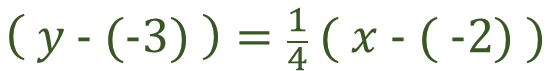 ( y - (-3) ) = 1/4 ( x - ( -2) )